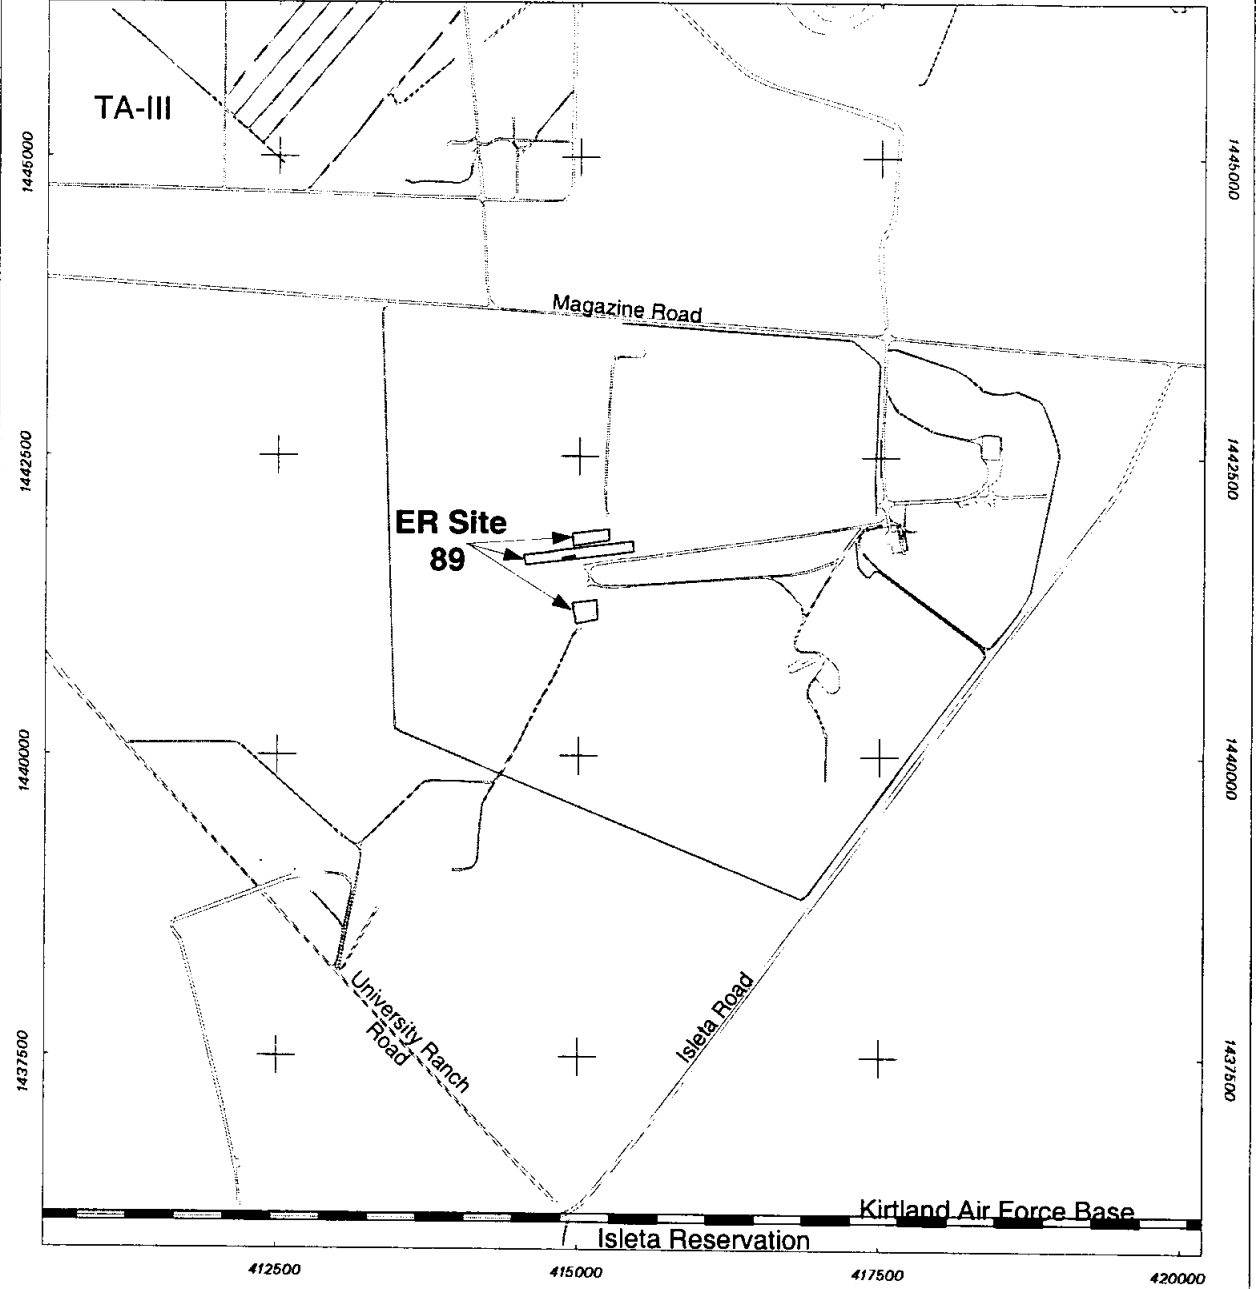 TA-III
1445000
1445000
Magazine Road
1442500
1442500
ER Site
89
1440000
1440000
University Ranch
Road
Isleta Road
1437500
1437500
Kirtland Air Force Base
Isleta Reservation
412500
415000
417500
420000